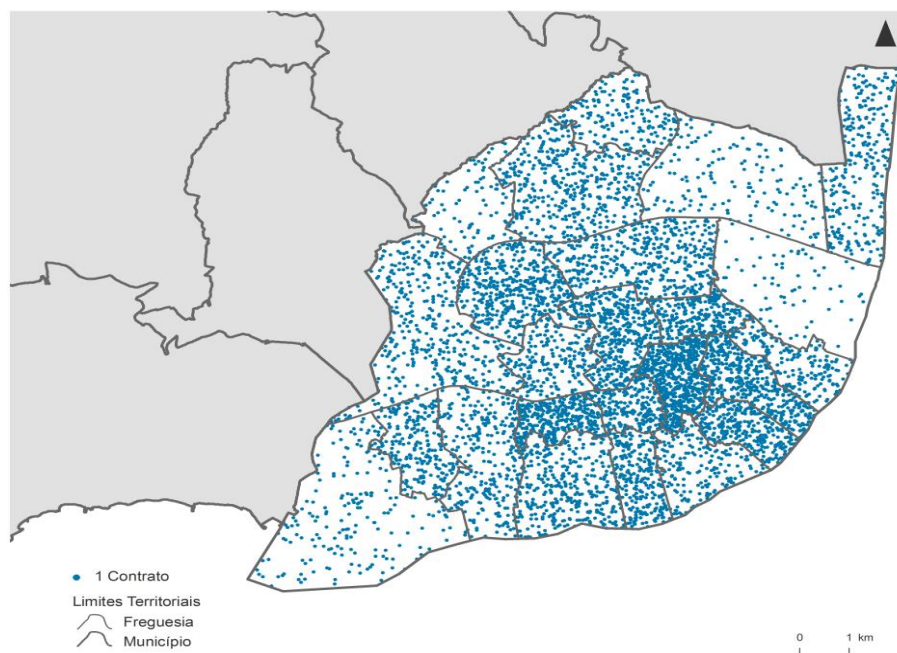 1 Contrato
Limites Territoriais
Freguesia
Município
0 1 km